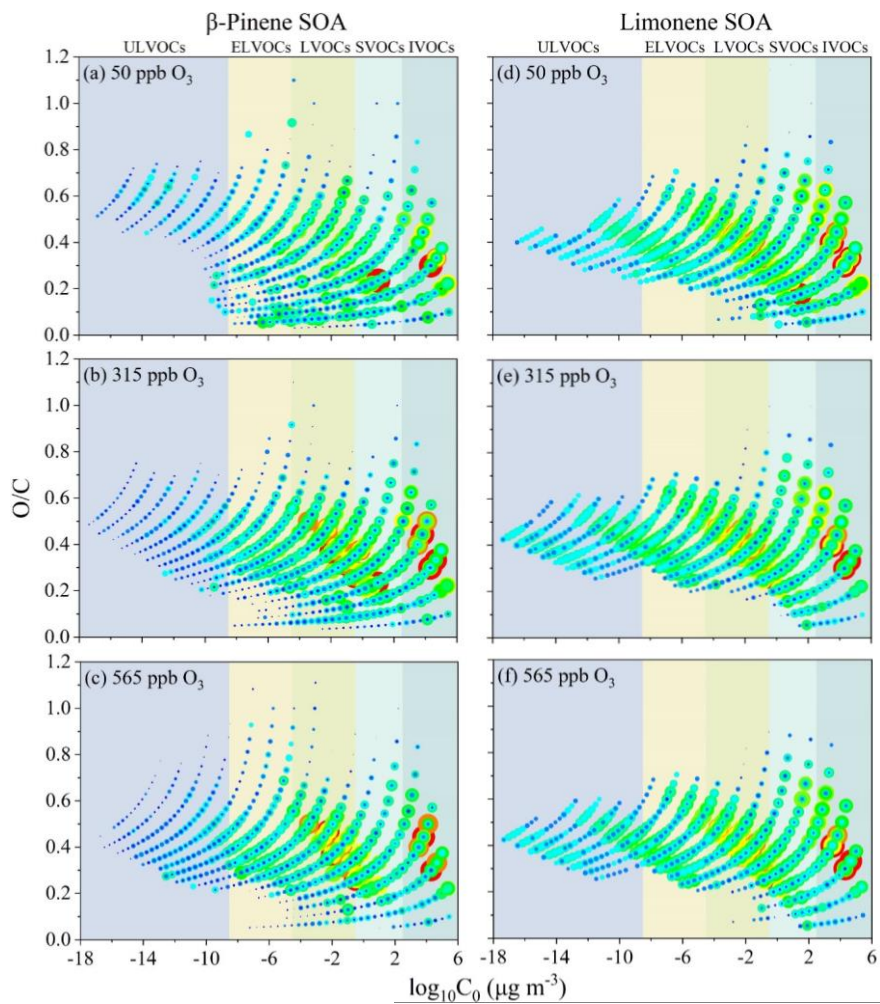 β-Pinene SOA
Limonene SOA
ULVOCs ELVOCs LVOCs SVOCs IVOCs
ULVOCs ELVOCs LVOCs SVOCs IVOCs
1.2
(a) 50 ppb O₃
(d) 50 ppb O₃
1.0
0.8
0.6
0.4
0.2
0.0
1.2
(b) 315 ppb O₃
(e) 315 ppb O₃
1.0
0.8
0.6
O/C
0.4
0.2
0.0
1.2
(c) 565 ppb O₃
(f) 565 ppb O₃
1.0
0.8
0.6
0.4
0.2
0.0
-18 -14 -10 -6 -2 2 6
-18 -14 -10 -6 -2 2 6
log₁₀C₀ (μg m⁻³)